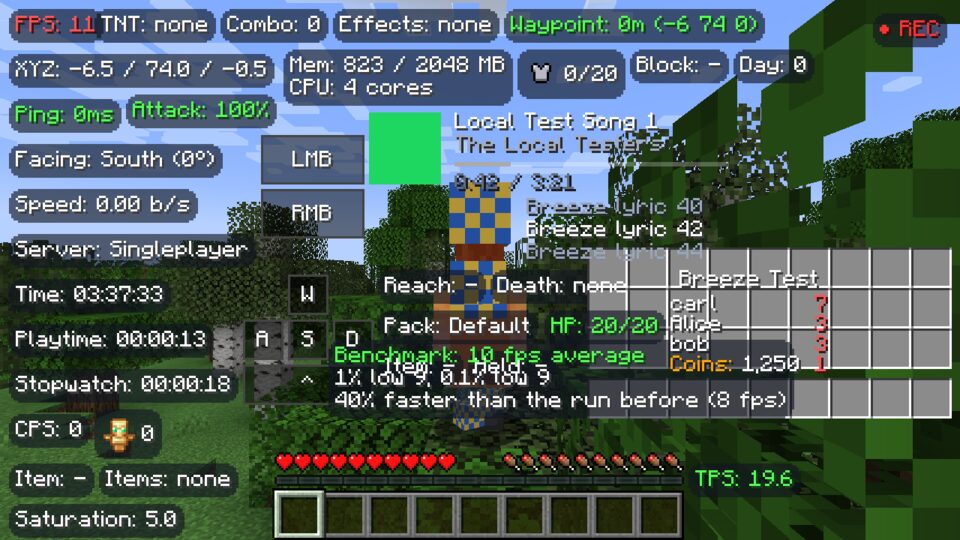 FPS: 11
TNT: none
Combo: 0
Effects: none
Waypoint: 0m (-6 74 0)
● REC
XYZ: -6.5 / 74.0 / -0.5
Mem: 823 / 2048 MB
CPU: 4 cores
0/20
Block: -
Day: 0
Ping: 0ms
Attack: 100%
Local Test Song 1
The Local Testers
0:42 / 3:21
Facing: South (0°)
LMB
Speed: 0.00 b/s
RMB
Breeze lyric 40
Breeze lyric 42
Breeze lyric 44
Server: Singleplayer
Reach: -
Death: none
Breeze Test
Time: 03:37:33
W
carl 7
Alice 3
bob 3
Coins: 1,250 1
Pack: Default
HP: 20/20
Playtime: 00:00:13
A
S
D
Benchmark: 10 fps average
1% low 9, 0.1% low 9
40% faster than the run before (8 fps)
Stopwatch: 00:00:18
^
CPS: 0
0
Item: -
Items: none
TPS: 19.6
Saturation: 5.0